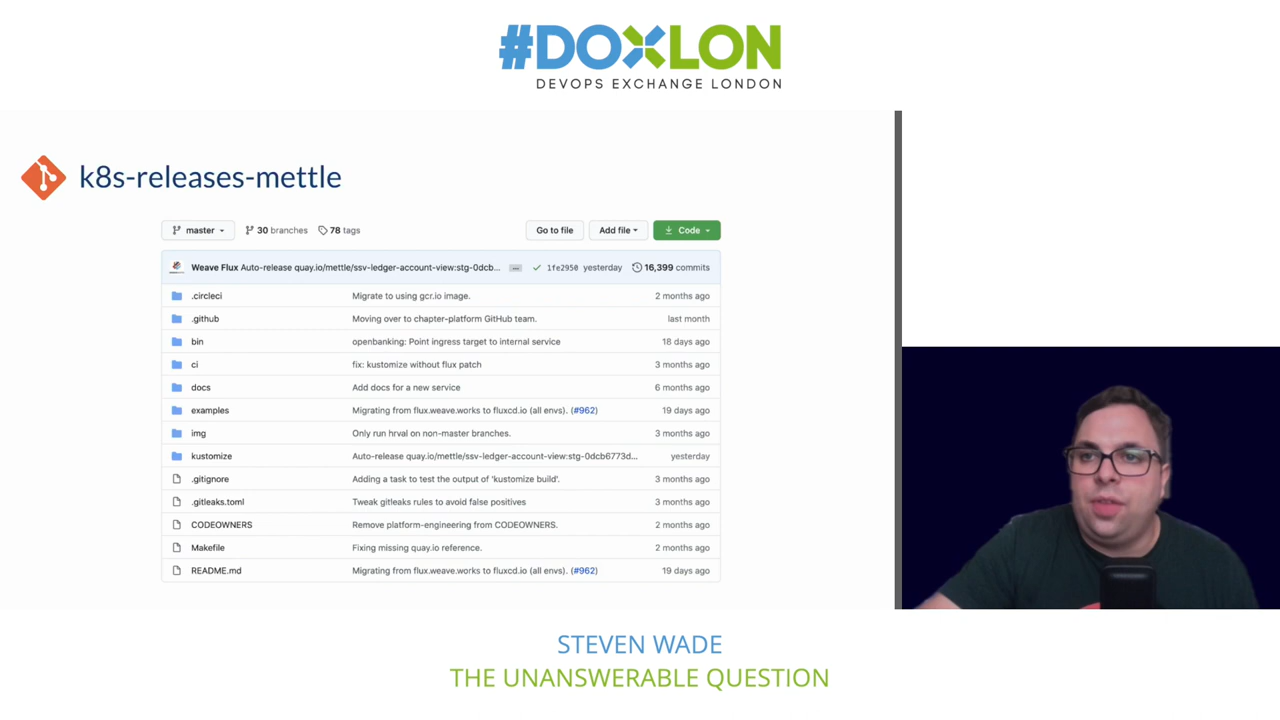 #DOXLON
DEVOPS EXCHANGE LONDON
k8s-releases-mettle
master 30 branches 78 tags Go to file Add file Code
Weave Flux Auto-release quay.io/mettle/ssv-ledger-account-view:stg-0dcb... 1fe2950 yesterday 16,399 commits
.circleci Migrate to using gcr.io image. 2 months ago
.github Moving over to chapter-platform GitHub team. last month
bin openbanking: Point ingress target to internal service 18 days ago
ci fix: kustomize without flux patch 3 months ago
docs Add docs for a new service 6 months ago
examples Migrating from flux.weave.works to fluxcd.io (all envs). (#962) 19 days ago
img Only run hrval on non-master branches. 3 months ago
kustomize Auto-release quay.io/mettle/ssv-ledger-account-view:stg-0dcb6773d... yesterday
.gitignore Adding a task to test the output of 'kustomize build'. 3 months ago
.gitleaks.toml Tweak gitleaks rules to avoid false positives 3 months ago
CODEOWNERS Remove platform-engineering from CODEOWNERS. 2 months ago
Makefile Fixing missing quay.io reference. 2 months ago
README.md Migrating from flux.weave.works to fluxcd.io (all envs). (#962) 19 days ago
STEVEN WADE
THE UNANSWERABLE QUESTION